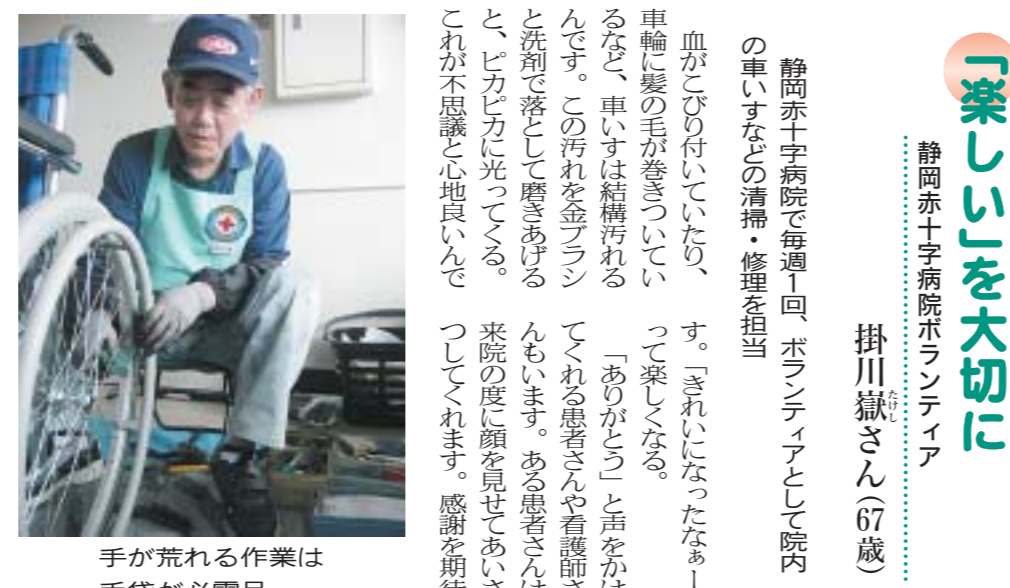 「楽しい」を大切に
静岡赤十字病院ボランティア
掛川嶽さん（67歳）
たけし
静岡赤十字病院で毎週1回、ボランティアとして院内
の車いすなどの清掃・修理を担当
血がこびり付いていたり、
車輪に髪の毛が巻きついてい
るなど、車いすは結構汚れる
んです。この汚れを金ブラシ
と洗剤で落として磨きあげる
と、ピカピカに光ってくる。
これが不思議と心地良いんで
す。「きれいになったなぁー
って楽しくなる。
「ありがとう」と声をかけ
てくれる患者さんや看護師さ
んもいます。ある患者さんは
来院の度に顔を見せてあいさ
つしてくれます。感謝を期待
手が荒れる作業は